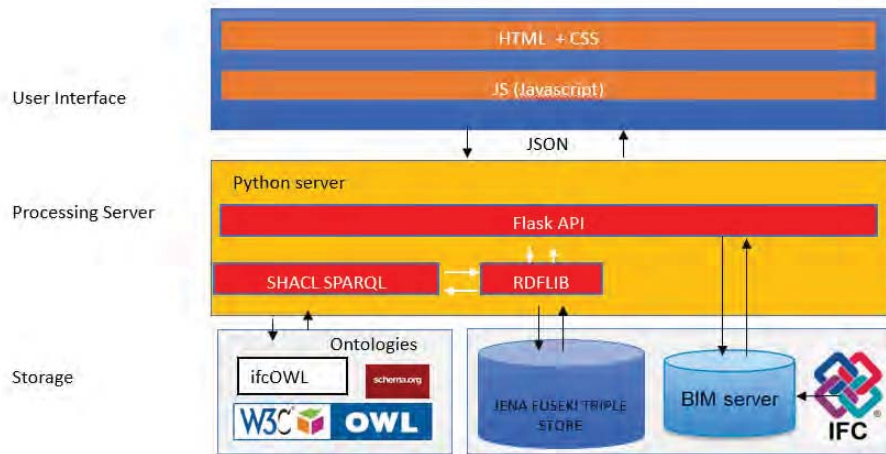 HTML + CSS
User Interface
JS (Javascript)
JSON
Python server
Processing Server
Flask API
SHACL SPARQL
RDFLIB
Ontologies
Storage
ifcOWL
schema.org
W3C®
OWL
JENA FUSEKI TRIPLE
STORE
BIM server
IFC
®